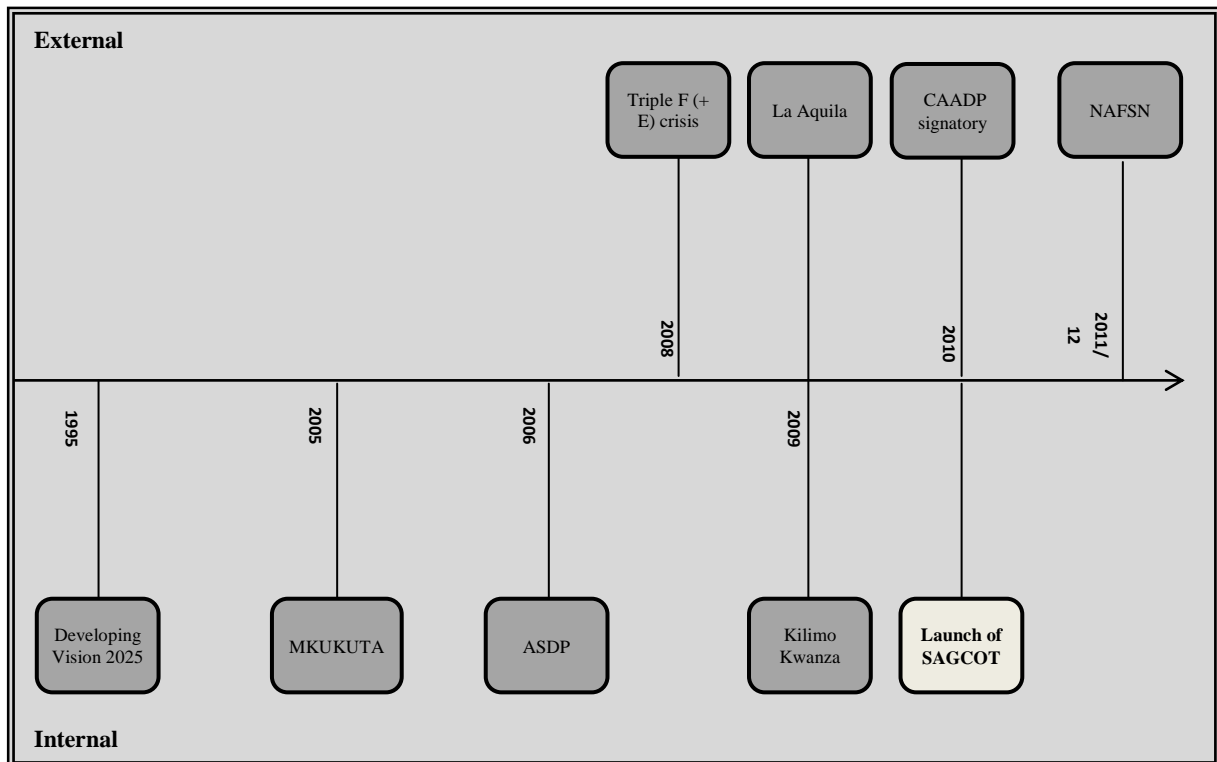 External
Triple F (+
E) crisis
La Aquila
CAADP
signatory
NAFSN
2008
2010
2011/
12
1995
2005
2006
2009
Developing
Vision 2025
MKUKUTA
ASDP
Kilimo
Kwanza
Launch of
SAGCOT
Internal